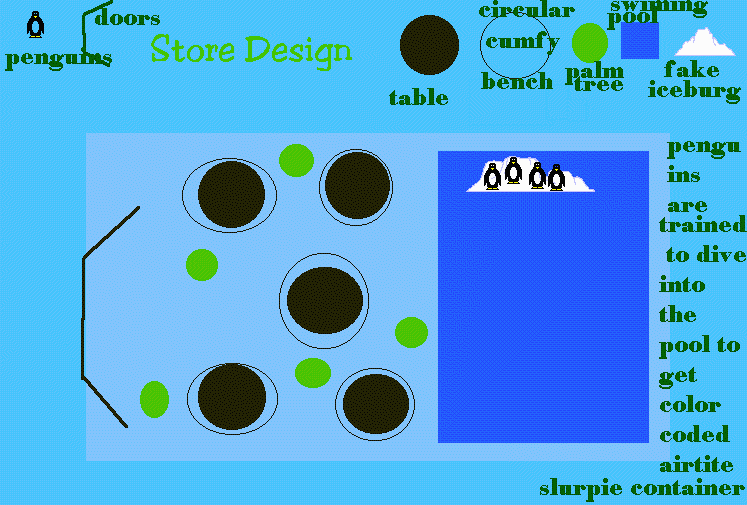 doors
penguins
Store Design
table
circular
cumfy
bench
palm
tree
swimming
pool
fake
iceburg
pengu
ins
are
trained
to dive
into
the
pool to
get
color
coded
airtite
slurpie container